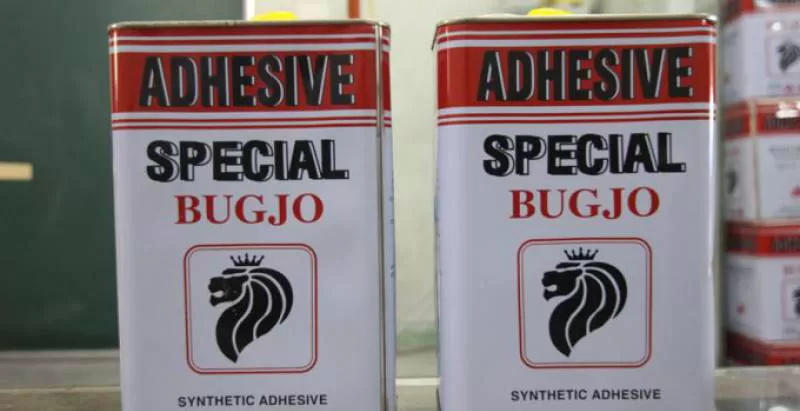 ADHESIVE
SPECIAL
BUGJO
SYNTHETIC ADHESIVE
ADHESIVE
SPECIAL
BUGJO
SYNTHETIC ADHESIVE